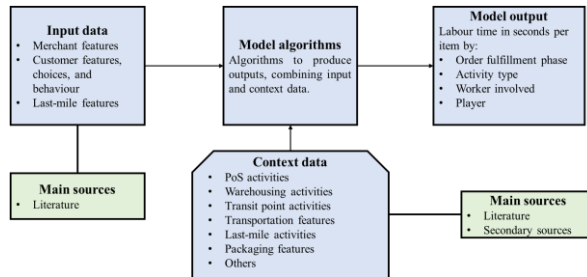 Input data
• Merchant features
• Customer features,
choices, and
behaviour
• Last-mile features
Model algorithms
Algorithms to produce
outputs, combining input
and context data.
Model output
Labour time in seconds per
item by:
• Order fulfillment phase
• Activity type
• Worker involved
• Player
Main sources
• Literature
Context data
• PoS activities
• Warehousing activities
• Transit point activities
• Transportation features
• Last-mile activities
• Packaging features
• Others
Main sources
• Literature
• Secondary sources